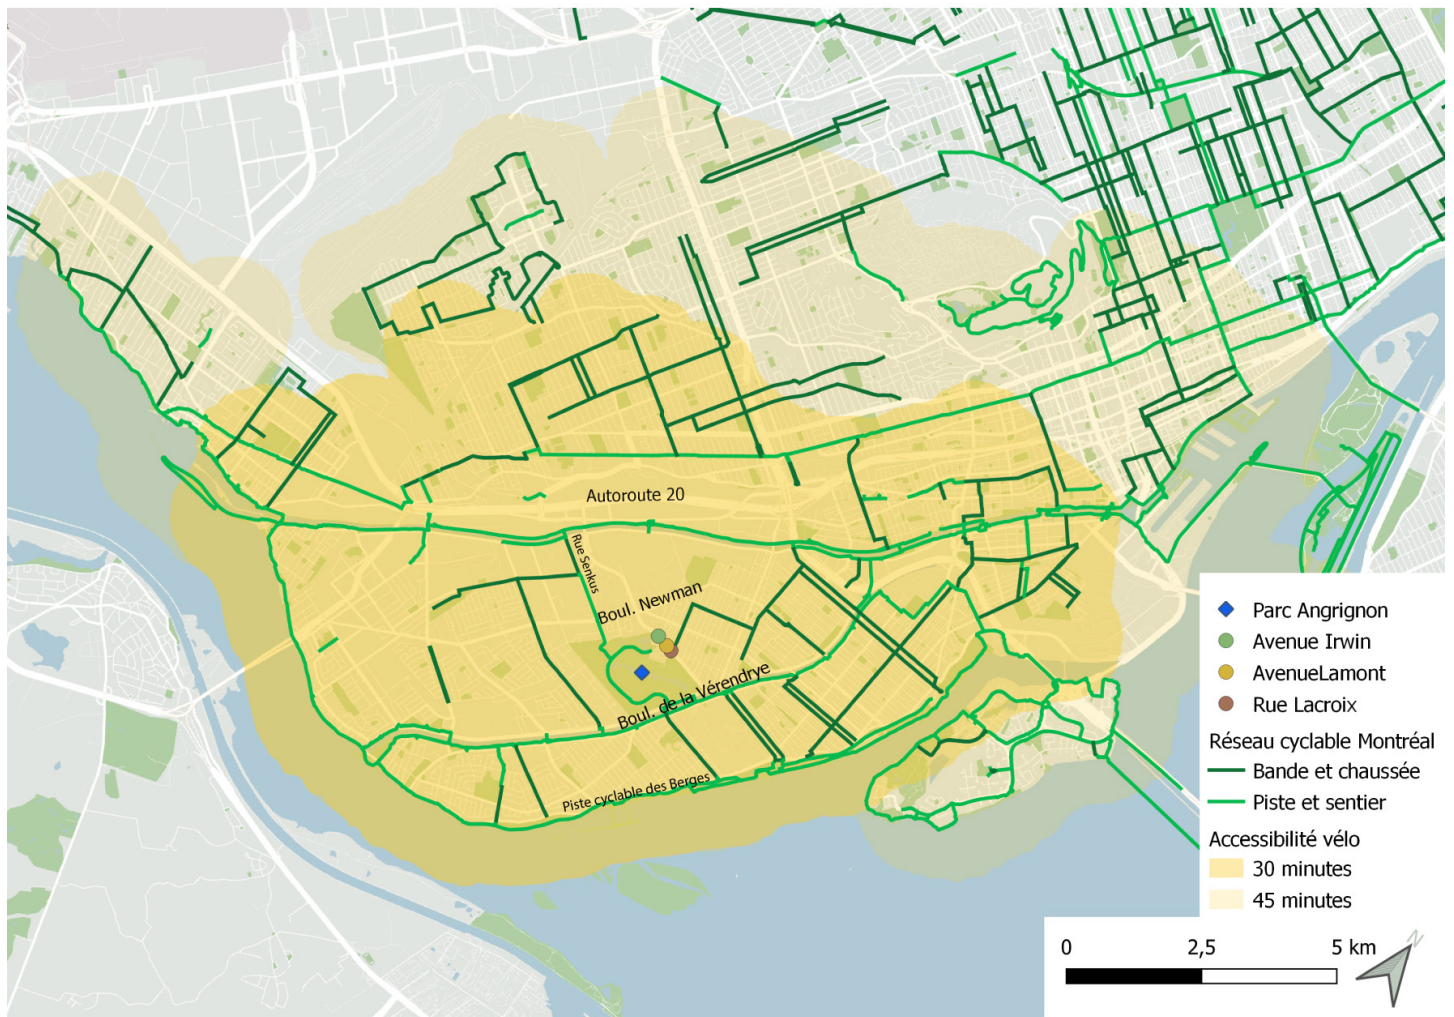 Autoroute 20
Rue Senkus
Boul. Newman
Boul. de la Vérendrye
Piste cyclable des Berges
Parc Angrignon
Avenue Irwin
AvenueLamont
Rue Lacroix
Réseau cyclable Montréal
Bande et chaussée
Piste et sentier
Accessibilité vélo
30 minutes
45 minutes
0 2,5 5 km
N